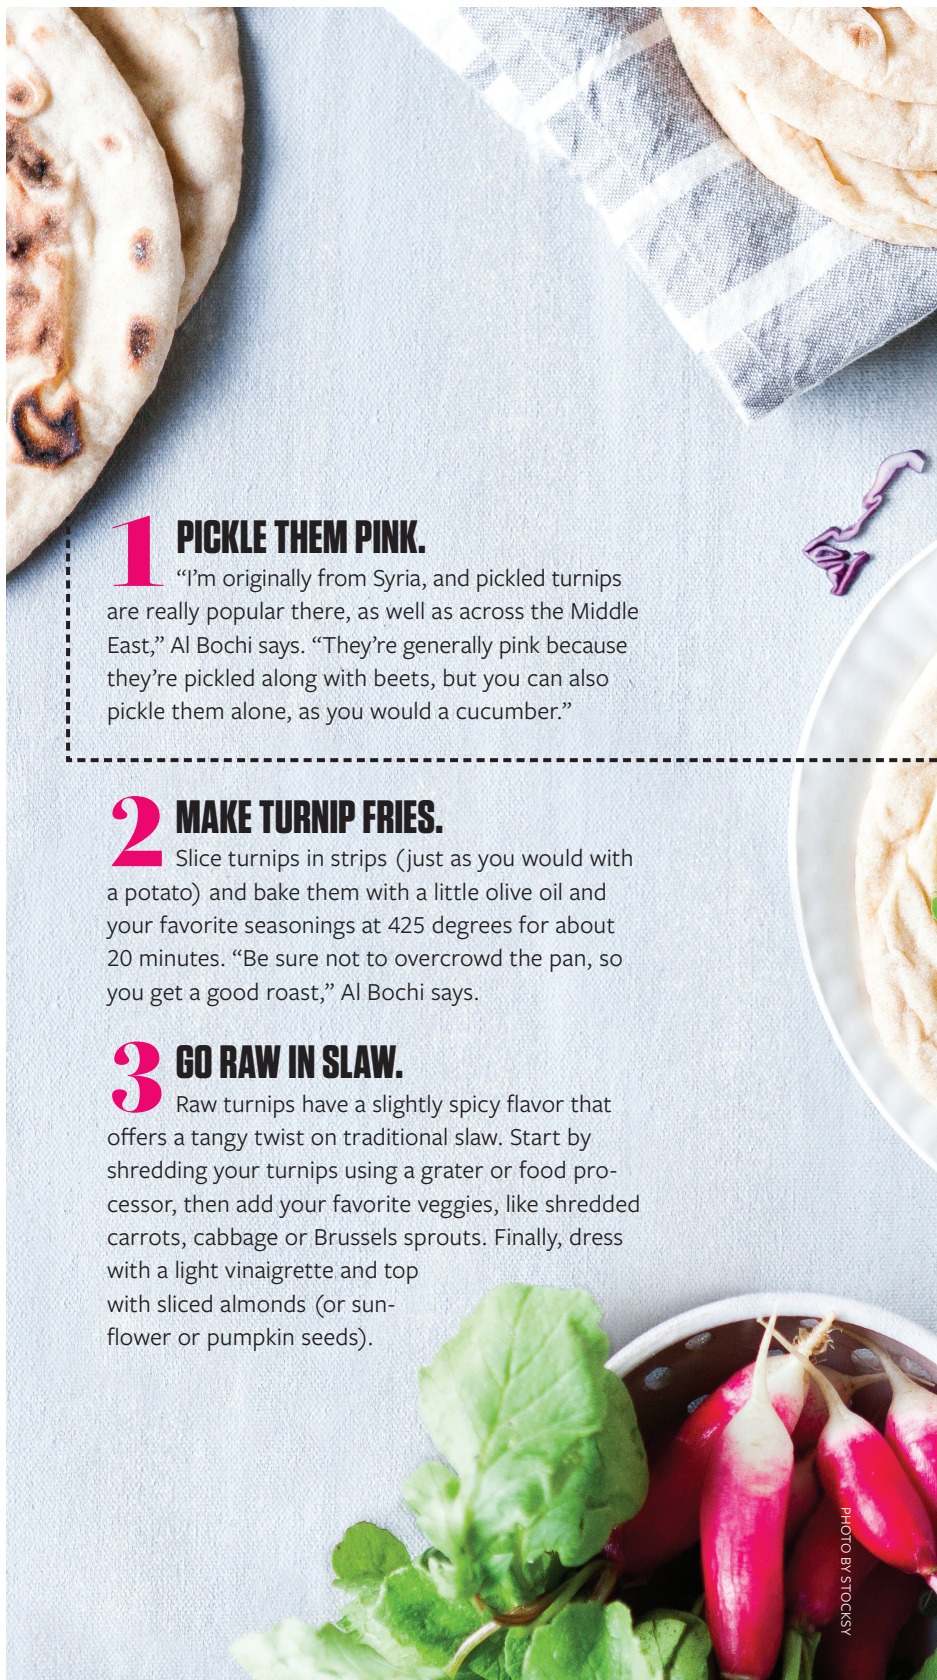 1 PICKLE THEM PINK.
“I’m originally from Syria, and pickled turnips
are really popular there, as well as across the Middle
East,” Al Bochi says. “They’re generally pink because
they’re pickled along with beets, but you can also
pickle them alone, as you would a cucumber.”
2 MAKE TURNIP FRIES.
Slice turnips in strips (just as you would with
a potato) and bake them with a little olive oil and
your favorite seasonings at 425 degrees for about
20 minutes. “Be sure not to overcrowd the pan, so
you get a good roast,” Al Bochi says.
3 GO RAW IN SLAW.
Raw turnips have a slightly spicy flavor that
offers a tangy twist on traditional slaw. Start by
shredding your turnips using a grater or food pro-
cessor, then add your favorite veggies, like shredded
carrots, cabbage or Brussels sprouts. Finally, dress
with a light vinaigrette and top
with sliced almonds (or sun-
flower or pumpkin seeds).
PHOTO BY STOCKSY